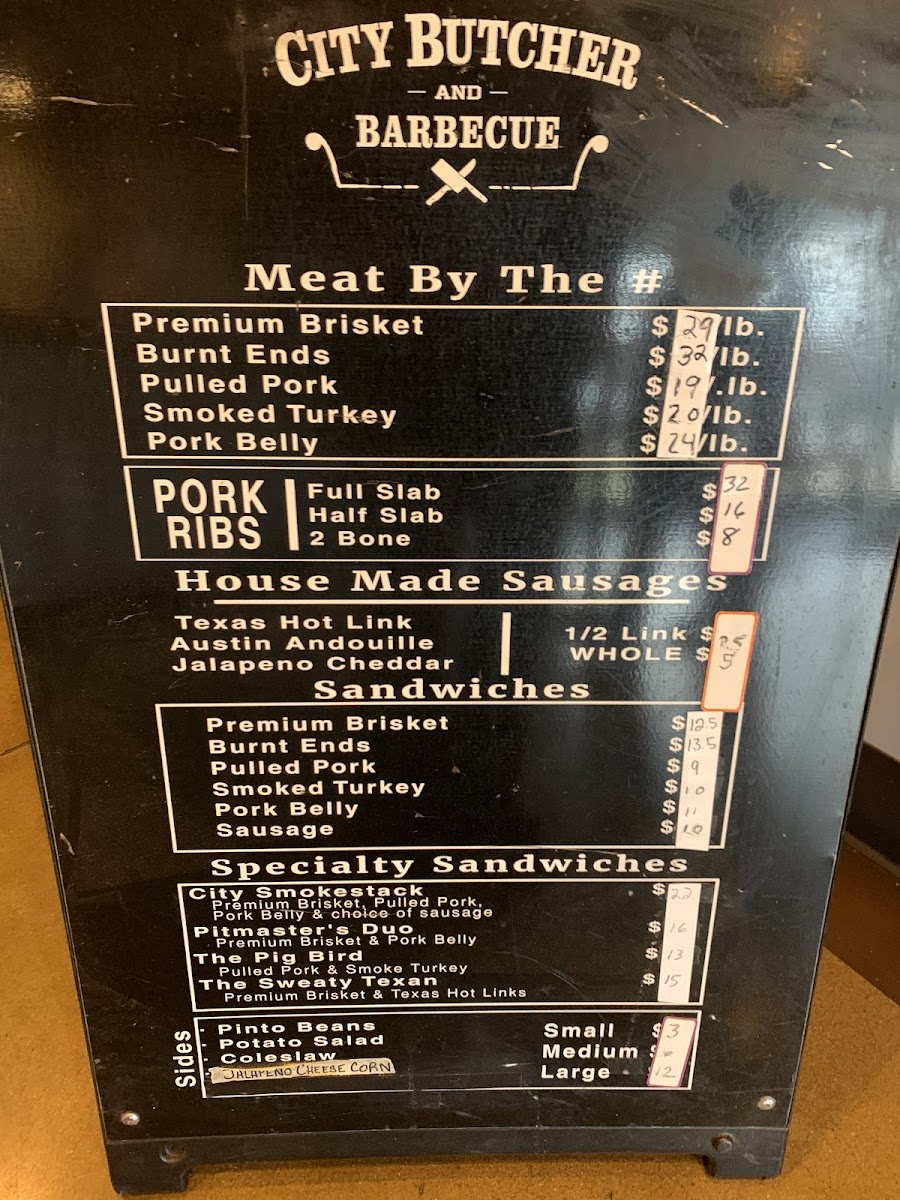 CITY BUTCHER
— AND —
BARBECUE
Meat By The #
Premium Brisket $ 29/lb.
Burnt Ends $ 32/lb.
Pulled Pork $ 19/.lb.
Smoked Turkey $ 20/lb.
Pork Belly $ 24/lb.
PORK RIBS
Full Slab $ 32
Half Slab $ 16
2 Bone $ 8
House Made Sausages
Texas Hot Link
Austin Andouille
Jalapeno Cheddar
1/2 Link $
WHOLE $ 5
Sandwiches
Premium Brisket $ 12.5
Burnt Ends $ 13.5
Pulled Pork $ 9
Smoked Turkey $ 10
Pork Belly $ 11
Sausage $ 10
Specialty Sandwiches
City Smokestack $ 22
Premium Brisket, Pulled Pork,
Pork Belly & choice of sausage
Pitmaster's Duo $ 16
Premium Brisket & Pork Belly
The Pig Bird $ 13
Pulled Pork & Smoke Turkey
The Sweaty Texan $ 15
Premium Brisket & Texas Hot Links
Sides
· Pinto Beans
· Potato Salad
· Coleslaw
· JALAPENO CHEESE CORN
Small $ 3
Medium $ 6
Large $ 12